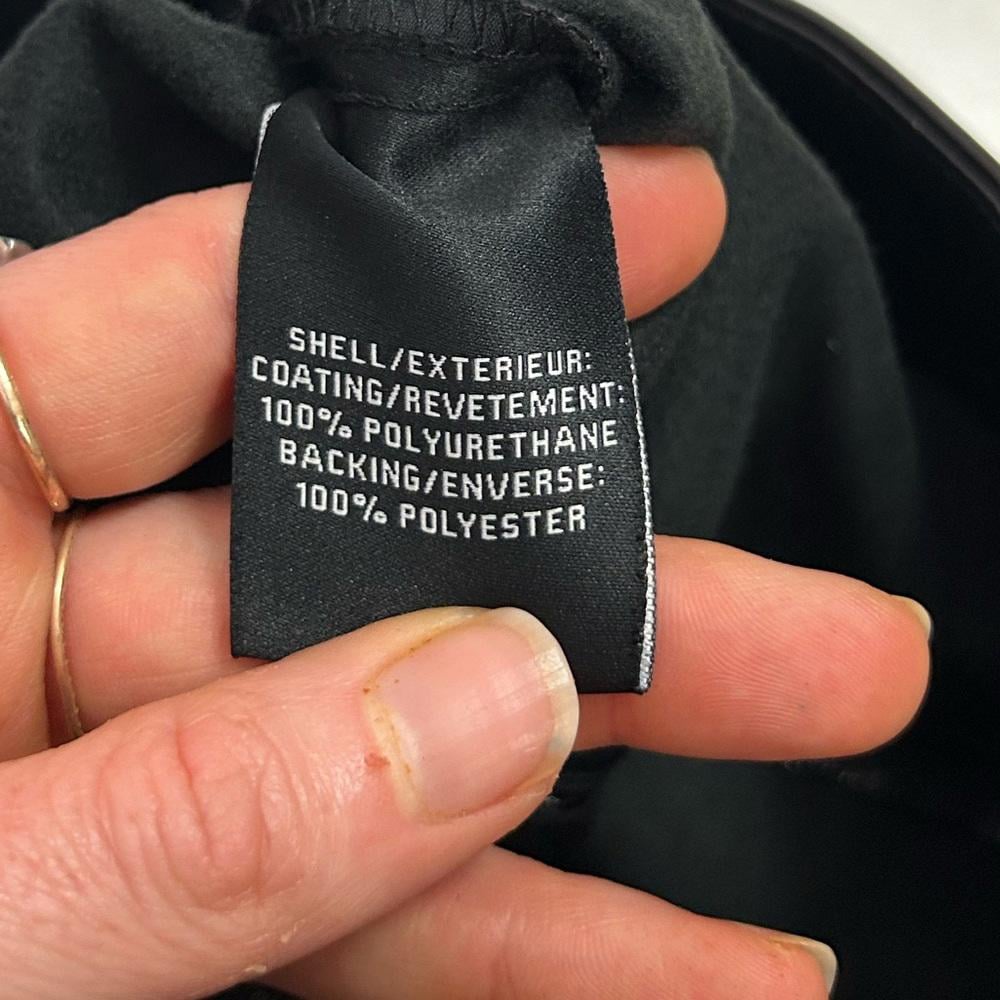 SHELL/EXTERIEUR:
COATING/REVETEMENT:
100% POLYURETHANE
BACKING/ENVERSE:
100% POLYESTER